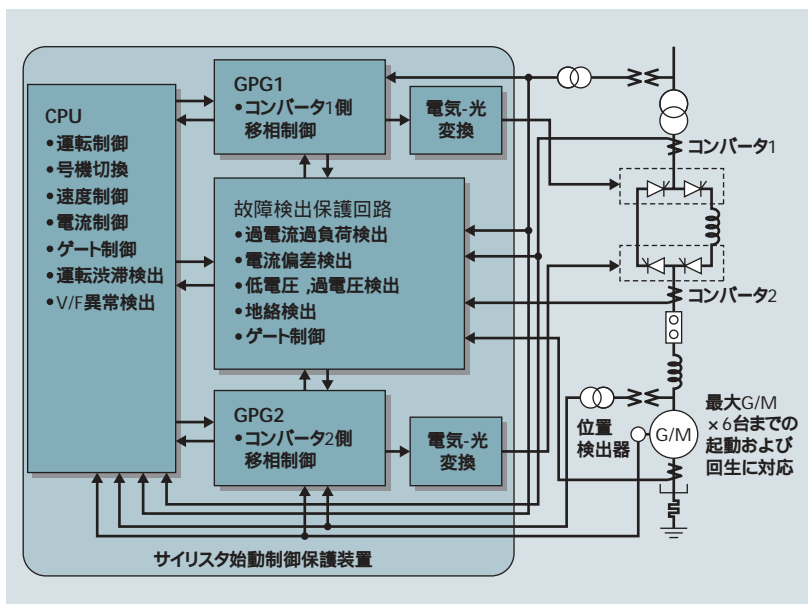 CPU
•運転制御
•号機切換
•速度制御
•電流制御
•ゲート制御
•運転渋滞検出
•V/F異常検出
GPG1
•コンバータ1側
移相制御
電気-光
変換
故障検出保護回路
•過電流過負荷検出
•電流偏差検出
•低電圧 ,過電圧検出
•地絡検出
•ゲート制御
GPG2
•コンバータ2側
移相制御
電気-光
変換
コンバータ1
コンバータ2
位置
検出器
G/M
最大G/M
×6台までの
起動および
回生に対応
サイリスタ始動制御保護装置